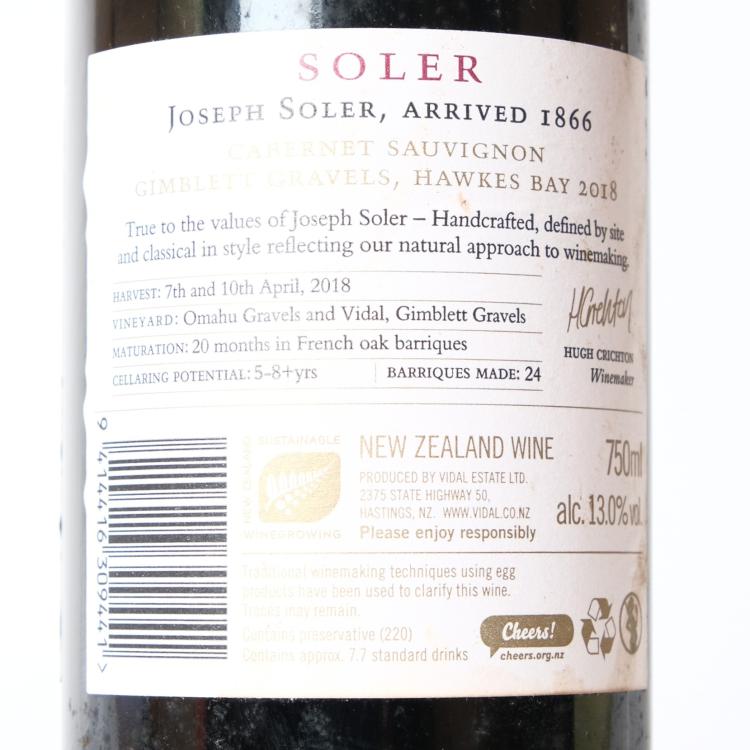 SOLER
JOSEPH SOLER, ARRIVED 1866
CABERNET SAUVIGNON
GIMBLETT GRAVELS, HAWKES BAY 2018
True to the values of Joseph Soler – Handcrafted, defined by site
and classical in style reflecting our natural approach to winemaking.
HARVEST: 7th and 10th April, 2018
VINEYARD: Omahu Gravels and Vidal, Gimblett Gravels
MATURATION: 20 months in French oak barriques
CELLARING POTENTIAL: 5-8+yrs
BARRIQUES MADE: 24
HCrichton
HUGH CRICHTON
Winemaker
9 414416 309441 >
SUSTAINABLE
NEW ZEALAND
WINEGROWING
NEW ZEALAND WINE
PRODUCED BY VIDAL ESTATE LTD.
2375 STATE HIGHWAY 50,
HASTINGS, NZ. WWW.VIDAL.CO.NZ
Please enjoy responsibly
750ml
alc. 13.0% vol.
Traditional winemaking techniques using egg
products have been used to clarify this wine.
Traces may remain.
Contains preservative (220)
Contains approx. 7.7 standard drinks
Cheers!
cheers.org.nz